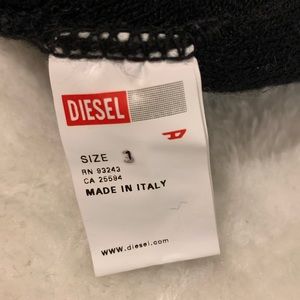 DIESEL
SIZE 3
RN 93243
CA 25594
MADE IN ITALY
www.diesel.com